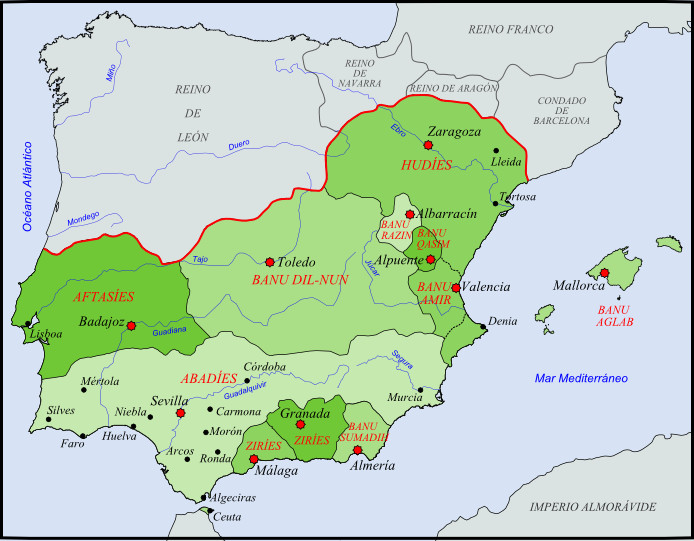 REINO FRANCO
REINO
DE
NAVARRA
REINO DE ARAGÓN
CONDADO
DE
BARCELONA
REINO
DE
LEÓN
Miño
Duero
Ebro
Océano Atlántico
Mondego
Tajo
Zaragoza
HUDÍES
Lleida
Tortosa
Albarracín
BANU
RAZIN
BANU
QASIM
Alpuente
Toledo
BANU DIL-NUN
Júcar
BANU
AMIR
Valencia
Mallorca
BANU
AGLAB
AFTASÍES
Badajoz
Guadiana
Lisboa
Denia
Mar Mediterráneo
Segura
Murcia
ABADÍES
Córdoba
Guadalquivir
Mértola
Sevilla
Niebla
Carmona
Silves
Faro
Huelva
Morón
Arcos
Ronda
Granada
ZIRÍES
ZIRÍES
Málaga
BANU
SUMADIH
Almería
Algeciras
Ceuta
IMPERIO ALMORÁVIDE